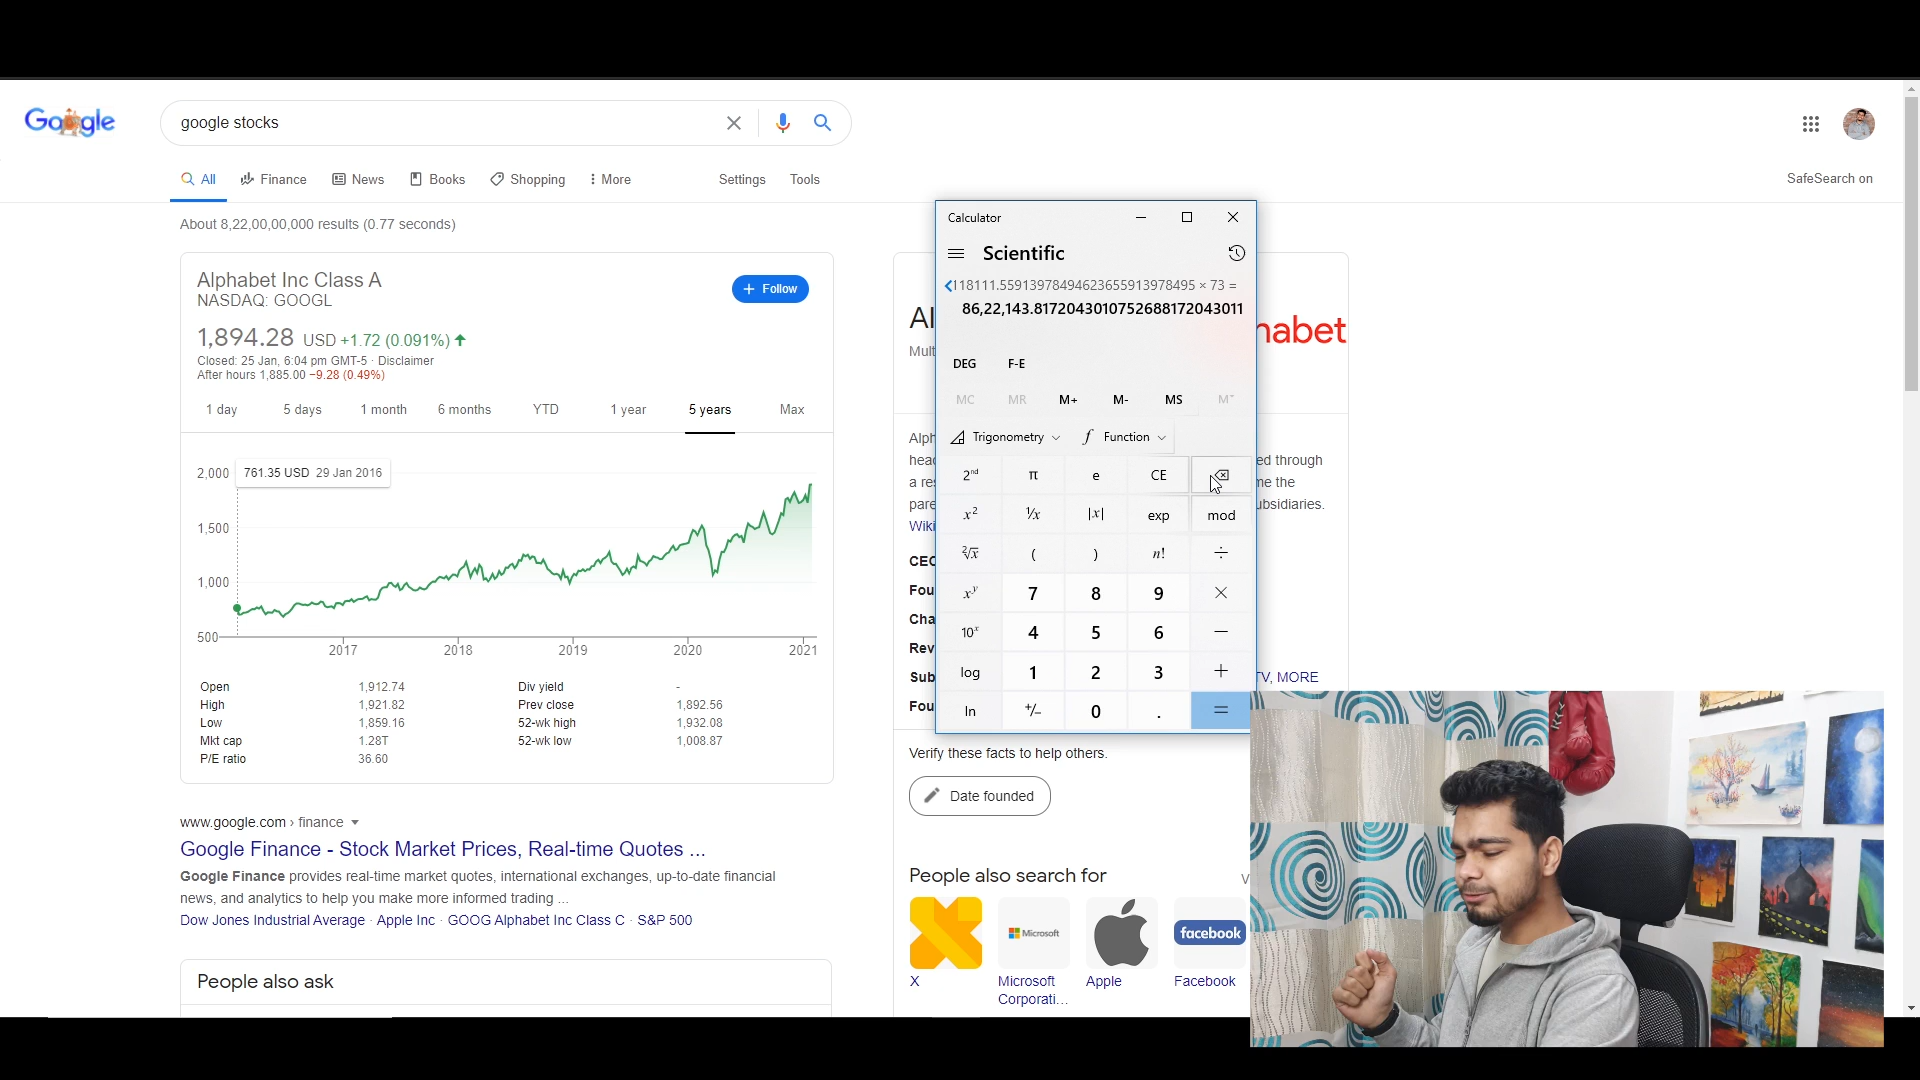 Google
google stocks
All
Finance
News
Books
Shopping
More
Settings
Tools
SafeSearch on
About 8,22,00,00,000 results (0.77 seconds)
Alphabet Inc Class A
NASDAQ: GOOGL
Follow
1,894.28 USD +1.72 (0.091%)
Closed: 25 Jan, 6:04 pm GMT-5 · Disclaimer
After hours 1,885.00 −9.28 (0.49%)
1 day
5 days
1 month
6 months
YTD
1 year
5 years
Max
2,000
761.35 USD 29 Jan 2016
1,500
1,000
500
2017
2018
2019
2020
2021
Open 1,912.74 Div yield -
High 1,921.82 Prev close 1,892.56
Low 1,859.16 52-wk high 1,932.08
Mkt cap 1.28T 52-wk low 1,008.87
P/E ratio 36.60
www.google.com › finance
Google Finance - Stock Market Prices, Real-time Quotes ...
Google Finance provides real-time market quotes, international exchanges, up-to-date financial
news, and analytics to help you make more informed trading ...
Dow Jones Industrial Average · Apple Inc · GOOG Alphabet Inc Class C · S&P 500
People also ask
Calculator
Scientific
118111.55913978494623655913978495 × 73 =
86,22,143.8172043010752688172043011
DEG
F-E
MC
MR
M+
M-
MS
M˅
Trigonometry
f Function
2nd
π
e
CE
x²
¹/x
|x|
exp
mod
²√x
(
)
n!
÷
xʸ
7
8
9
×
10ˣ
4
5
6
−
log
1
2
3
+
ln
+/−
0
.
=
Al
habet
Mult
Alph
head
ed through
a re
me the
pare
ubsidiaries.
Wiki
CEO
Fou
Cha
Rev
Sub
TV, MORE
Fou
Verify these facts to help others.
Date founded
People also search for
V
Microsoft
facebook
X
Microsoft
Corporati...
Apple
Facebook